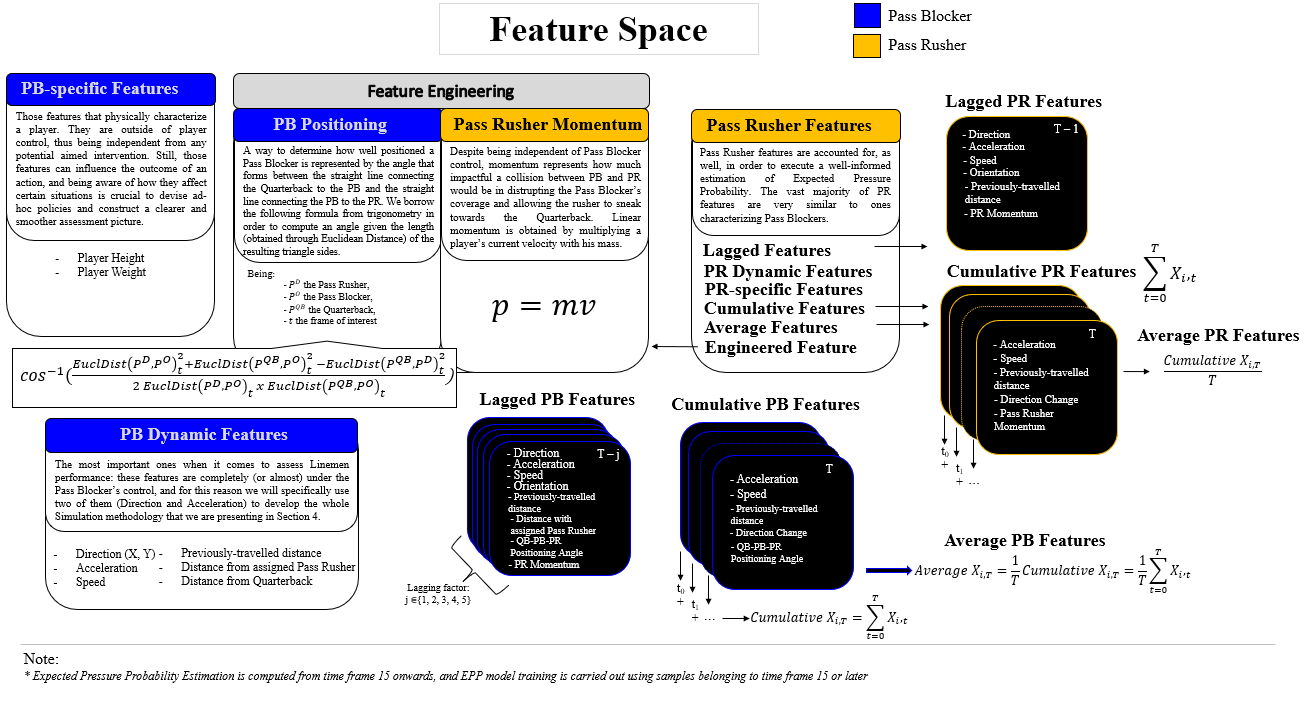 Feature Space
Pass Blocker
Pass Rusher
PB-specific Features
Those features that physically characterize
a player. They are outside of player
control, thus being independent from any
potential aimed intervention. Still, those
features can influence the outcome of an
action, and being aware of how they affect
certain situations is crucial to devise ad-
hoc policies and construct a clearer and
smoother assessment picture.
- Player Height
- Player Weight
Feature Engineering
PB Positioning
A way to determine how well positioned a
Pass Blocker is represented by the angle that
forms between the straight line connecting
the Quarterback to the PB and the straight
line connecting the PB to the PR. We borrow
the following formula from trigonometry in
order to compute an angle given the length
(obtained through Euclidean Distance) of the
resulting triangle sides.
Being:
- P^D the Pass Rusher,
- P^O the Pass Blocker,
- P^QB the Quarterback,
- t the frame of interest
cos^-1(EuclDist(P^D,P^O)_t^2+EuclDist(P^QB,P^O)_t^2 −EuclDist(P^QB,P^D)_t^2
2 EuclDist(P^D,P^O)_t x EuclDist(P^QB,P^O)_t)
Pass Rusher Momentum
Despite being independent of Pass Blocker
control, momentum represents how much
impactful a collision between PB and PR
would be in distrupting the Pass Blocker's
coverage and allowing the rusher to sneak
towards the Quarterback. Linear
momentum is obtained by multiplying a
player's current velocity with his mass.
p = mv
Pass Rusher Features
Pass Rusher features are accounted for, as
well, in order to execute a well-informed
estimation of Expected Pressure
Probability. The vast majority of PR
features are very similar to ones
characterizing Pass Blockers.
Lagged Features
PR Dynamic Features
PR-specific Features
Cumulative Features
Average Features
Engineered Feature
Lagged PR Features
T – 1
- Direction
- Acceleration
- Speed
- Orientation
- Previously-travelled
distance
- PR Momentum
Cumulative PR Features
∑_{t=0}^{T} X_i,t
T
- Acceleration
- Speed
- Previously-travelled
distance
- Direction Change
- Pass Rusher
Momentum
t0
+
t1
+ …
Average PR Features
Cumulative X_i,T
T
PB Dynamic Features
The most important ones when it comes to assess Linemen
performance: these features are completely (or almost) under the
Pass Blocker's control, and for this reason we will specifically use
two of them (Direction and Acceleration) to develop the whole
Simulation methodology that we are presenting in Section 4.
- Direction (X, Y) - Previously-travelled distance
- Acceleration - Distance from assigned Pass Rusher
- Speed - Distance from Quarterback
Lagged PB Features
T – j
- Direction
- Acceleration
- Speed
- Orientation
- Previously-travelled
distance
- Distance with
assigned Pass Rusher
- QB-PB-PR
Positioning Angle
- PR Momentum
Lagging factor:
j ∈{1, 2, 3, 4, 5}
Cumulative PB Features
T
- Acceleration
- Speed
- Previously-travelled
distance
- Direction Change
- QB-PB-PR
Positioning Angle
t0
+
t1
+ …
Cumulative X_i,T = ∑_{t=0}^{T} X_i,t
Average PB Features
Average X_i,T = 1/T Cumulative X_i,T = 1/T ∑_{t=0}^{T} X_i,t
Note:
* Expected Pressure Probability Estimation is computed from time frame 15 onwards, and EPP model training is carried out using samples belonging to time frame 15 or later